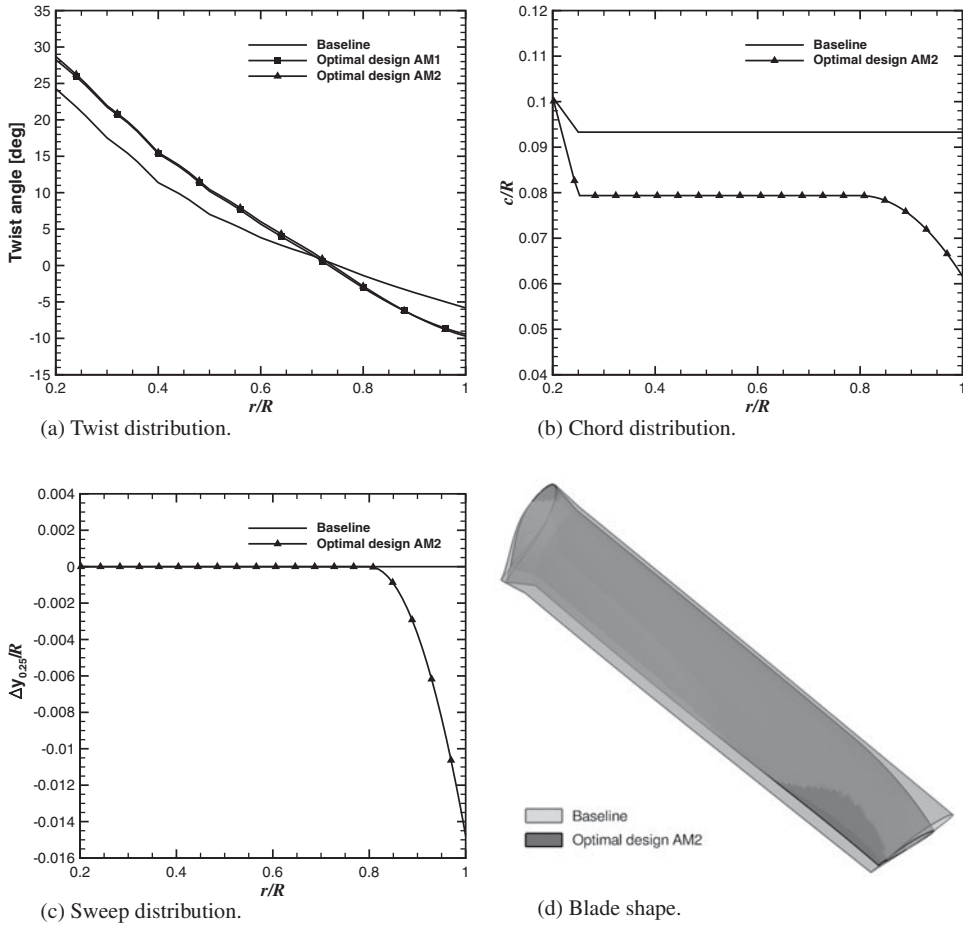 35
30
25
20
15
10
5
0
-5
-10
-15
Twist angle [deg]
Baseline
Optimal design AM1
Optimal design AM2
0.2
0.4
0.6
0.8
1
r/R
(a) Twist distribution.
0.12
0.11
0.1
0.09
0.08
0.07
0.06
0.05
0.04
c/R
Baseline
Optimal design AM2
0.2
0.4
0.6
0.8
1
r/R
(b) Chord distribution.
0.004
0.002
0
-0.002
-0.004
-0.006
-0.008
-0.01
-0.012
-0.014
-0.016
Δy0.25/R
Baseline
Optimal design AM2
0.2
0.4
0.6
0.8
1
r/R
(c) Sweep distribution.
Baseline
Optimal design AM2
(d) Blade shape.